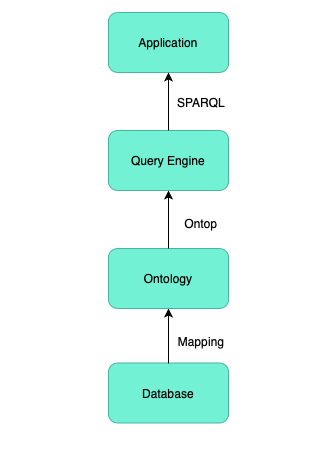 Application
SPARQL
Query Engine
Ontop
Ontology
Mapping
Database